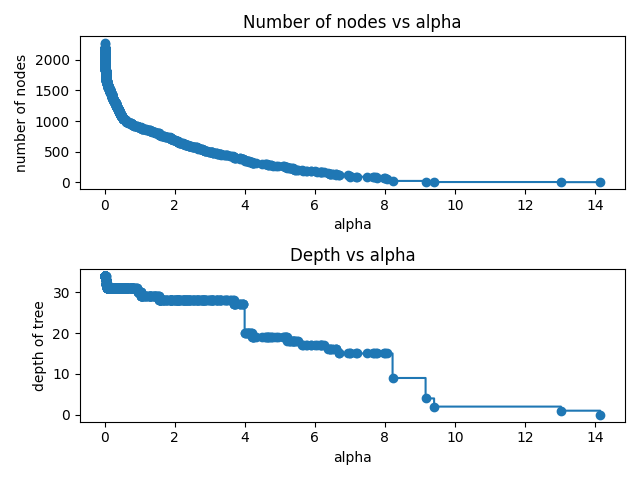 Number of nodes vs alpha
number of nodes
2000
1500
1000
500
0
0 2 4 6 8 10 12 14
alpha
Depth vs alpha
depth of tree
30
20
10
0
0 2 4 6 8 10 12 14
alpha